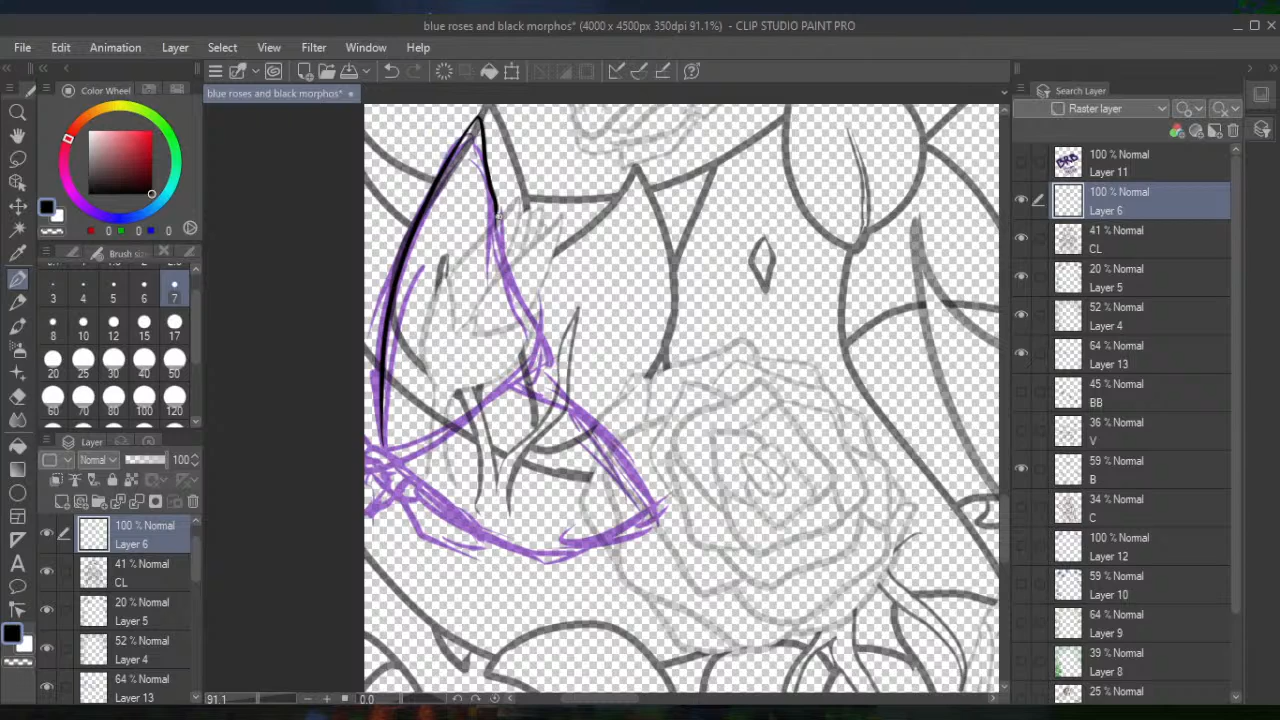 blue roses and black morphos* (4000 x 4500px 350dpi 91.1%) - CLIP STUDIO PAINT PRO
File Edit Animation Layer Select View Filter Window Help
Color Wheel
blue roses and black morphos*
Search Layer
Raster layer
0 0 0
Brush size
3 4 5 6 7
8 10 12 15 17
20 25 30 40 50
60 70 80 100 120
Layer
Normal 100
100 % Normal
Layer 6
41 % Normal
CL
20 % Normal
Layer 5
52 % Normal
Layer 4
64 % Normal
Layer 13
100 % Normal
Layer 11
100 % Normal
Layer 6
41 % Normal
CL
20 % Normal
Layer 5
52 % Normal
Layer 4
64 % Normal
Layer 13
45 % Normal
BB
36 % Normal
V
59 % Normal
B
34 % Normal
C
100 % Normal
Layer 12
59 % Normal
Layer 10
64 % Normal
Layer 9
39 % Normal
Layer 8
25 % Normal
91.1 0.0
BRB